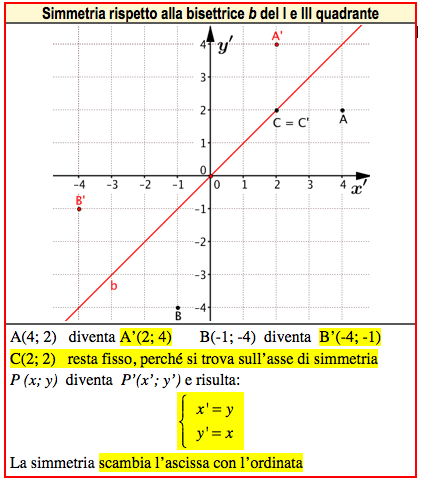 Simmetria rispetto alla bisettrice b del I e III quadrante
A'
4
y'
3
2
C = C'
A
1
0
-4 -3 -2 -1 0 1 2 3 4 x'
B'
-1
-2
-3
b
B
-4
A(4; 2) diventa A’(2; 4) B(-1; -4) diventa B’(-4; -1)
C(2; 2) resta fisso, perché si trova sull’asse di simmetria
P (x; y) diventa P’(x’; y’) e risulta:
x' = y
y' = x
La simmetria scambia l’ascissa con l’ordinata